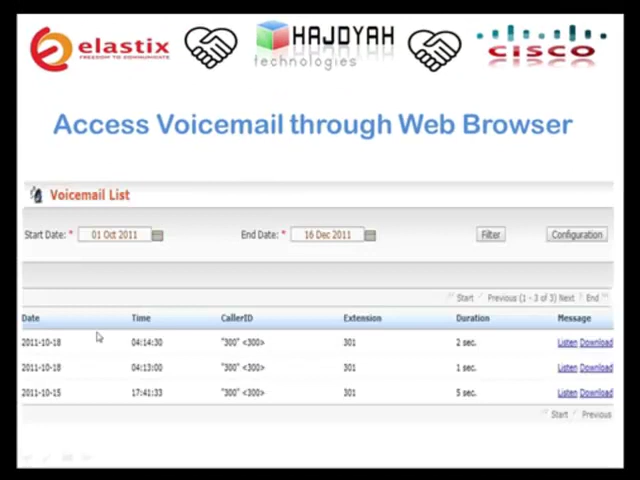 elastix
FREEDOM TO COMMUNICATE
HAJDYAH
technologies
CISCO
Access Voicemail through Web Browser
Voicemail List
Start Date: * 01 Oct 2011 End Date: * 16 Dec 2011 Filter Configuration
Start Previous (1 - 3 of 3) Next End
Date Time CallerID Extension Duration Message
2011-10-18 04:14:30 "300" <300> 301 2 sec. Listen Download
2011-10-18 04:13:00 "300" <300> 301 1 sec. Listen Download
2011-10-15 17:41:33 "300" <300> 301 5 sec. Listen Download
Start Previous